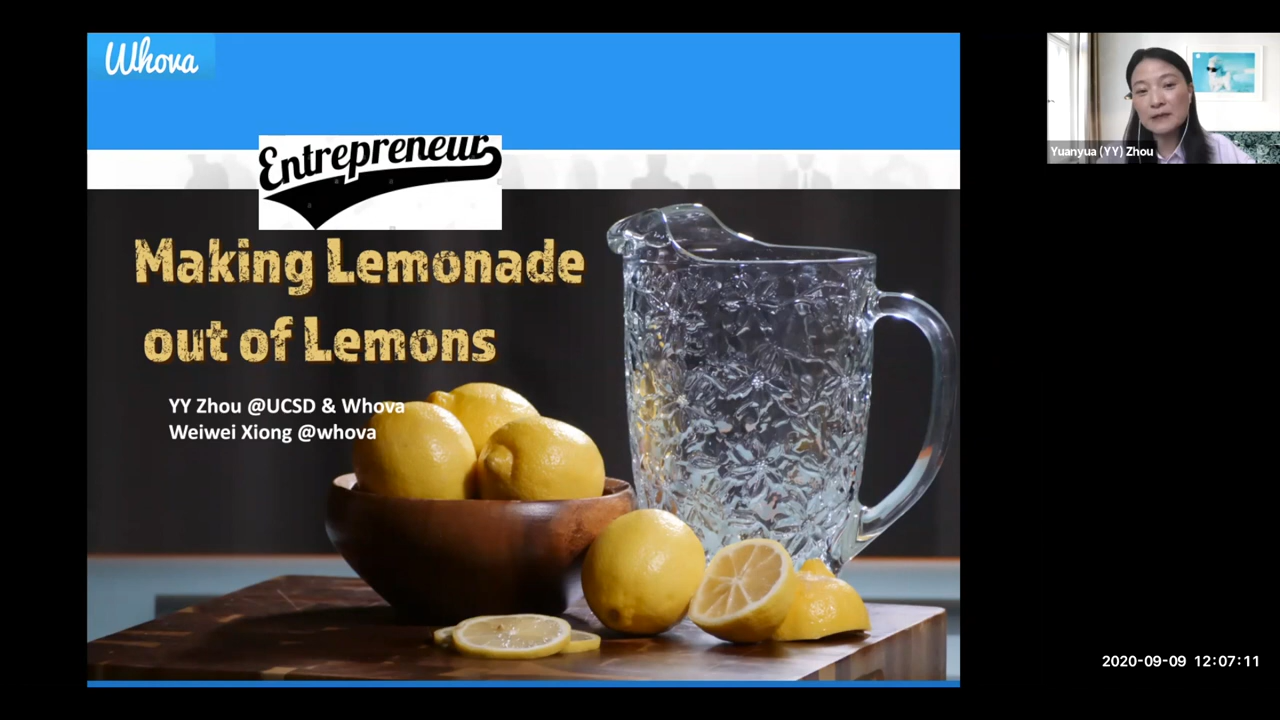 Whova
Entrepreneur
Making Lemonade
out of Lemons
YY Zhou @UCSD & Whova
Weiwei Xiong @whova
Yuanyua (YY) Zhou
2020-09-09 12:07:11